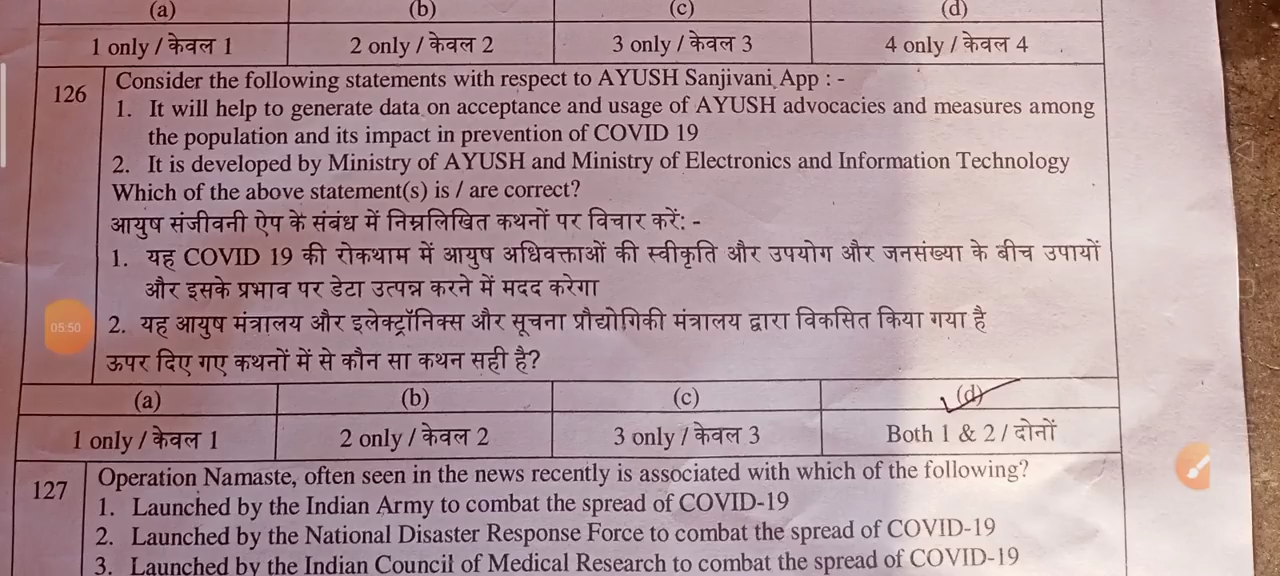 (a) (b) (c) (d)
1 only / केवल 1 2 only / केवल 2 3 only / केवल 3 4 only / केवल 4
126 Consider the following statements with respect to AYUSH Sanjivani App : -
1. It will help to generate data on acceptance and usage of AYUSH advocacies and measures among
the population and its impact in prevention of COVID 19
2. It is developed by Ministry of AYUSH and Ministry of Electronics and Information Technology
Which of the above statement(s) is / are correct?
आयुष संजीवनी ऐप के संबंध में निम्नलिखित कथनों पर विचार करें: -
1. यह COVID 19 की रोकथाम में आयुष अधिवक्ताओं की स्वीकृति और उपयोग और जनसंख्या के बीच उपायों
और इसके प्रभाव पर डेटा उत्पन्न करने में मदद करेगा
05:50
2. यह आयुष मंत्रालय और इलेक्ट्रॉनिक्स और सूचना प्रौद्योगिकी मंत्रालय द्वारा विकसित किया गया है
ऊपर दिए गए कथनों में से कौन सा कथन सही है?
(a) (b) (c) (d)
1 only / केवल 1 2 only / केवल 2 3 only / केवल 3 Both 1 & 2 / दोनों
127 Operation Namaste, often seen in the news recently is associated with which of the following?
1. Launched by the Indian Army to combat the spread of COVID-19
2. Launched by the National Disaster Response Force to combat the spread of COVID-19
3. Launched by the Indian Council of Medical Research to combat the spread of COVID-19